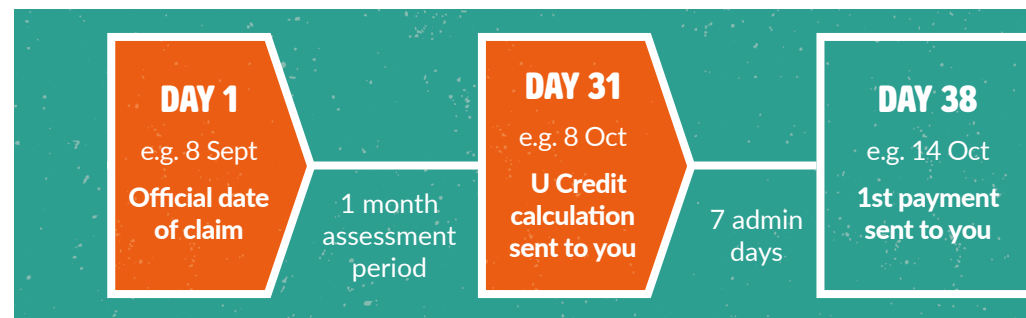 DAY 1
e.g. 8 Sept
Official date
of claim
1 month
assessment
period
DAY 31
e.g. 8 Oct
U Credit
calculation
sent to you
7 admin
days
DAY 38
e.g. 14 Oct
1st payment
sent to you